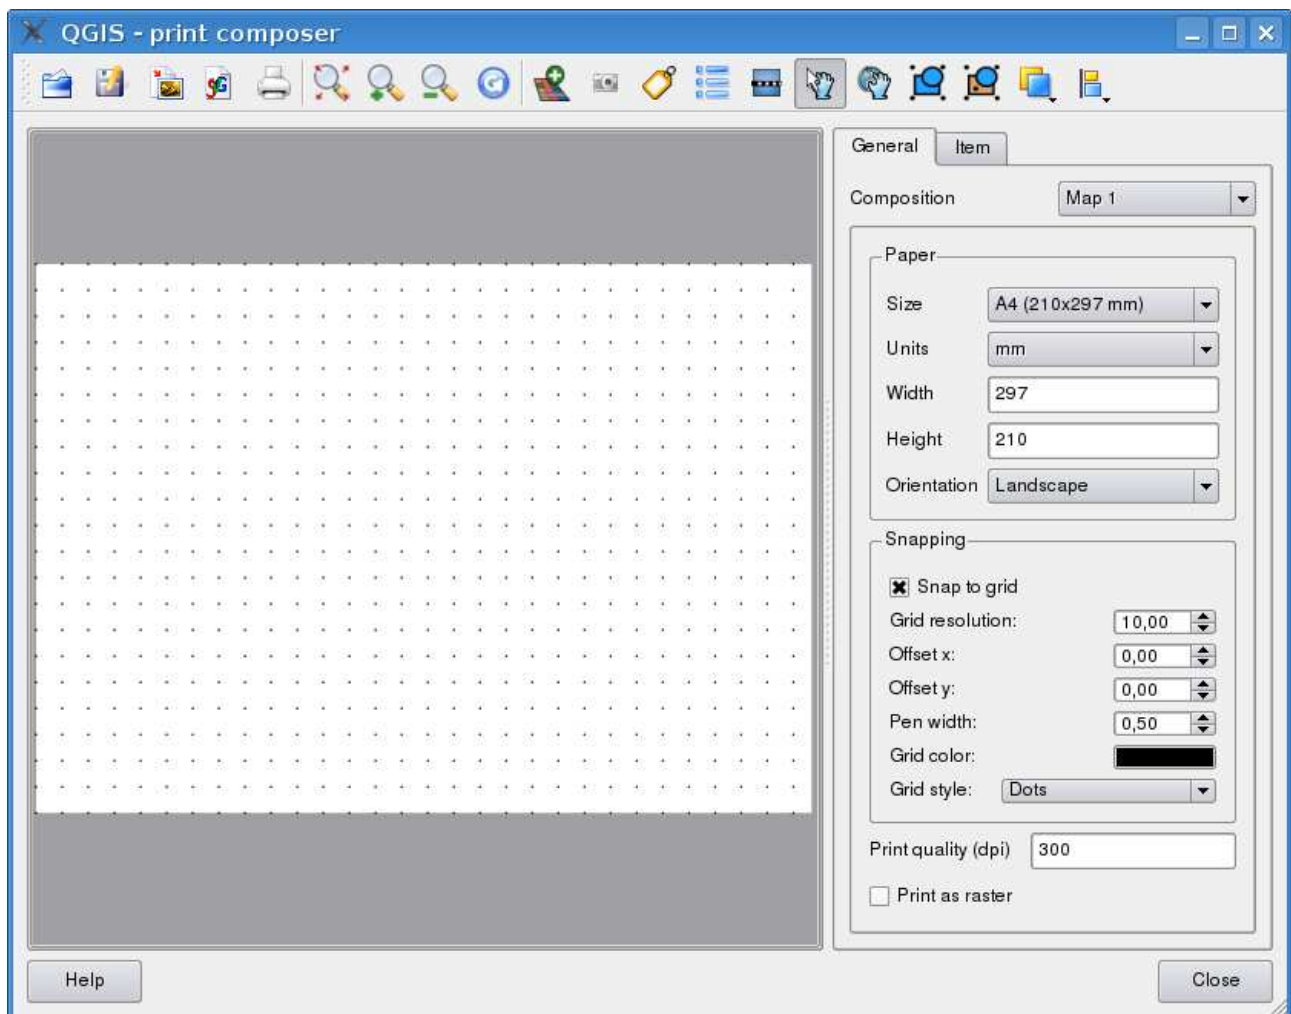 QGIS - print composer
General
Item
Composition
Map 1
Paper
Size
A4 (210x297 mm)
Units
mm
Width
297
Height
210
Orientation
Landscape
Snapping
Snap to grid
Grid resolution:
10,00
Offset x:
0,00
Offset y:
0,00
Pen width:
0,50
Grid color:
Grid style:
Dots
Print quality (dpi)
300
Print as raster
Help
Close